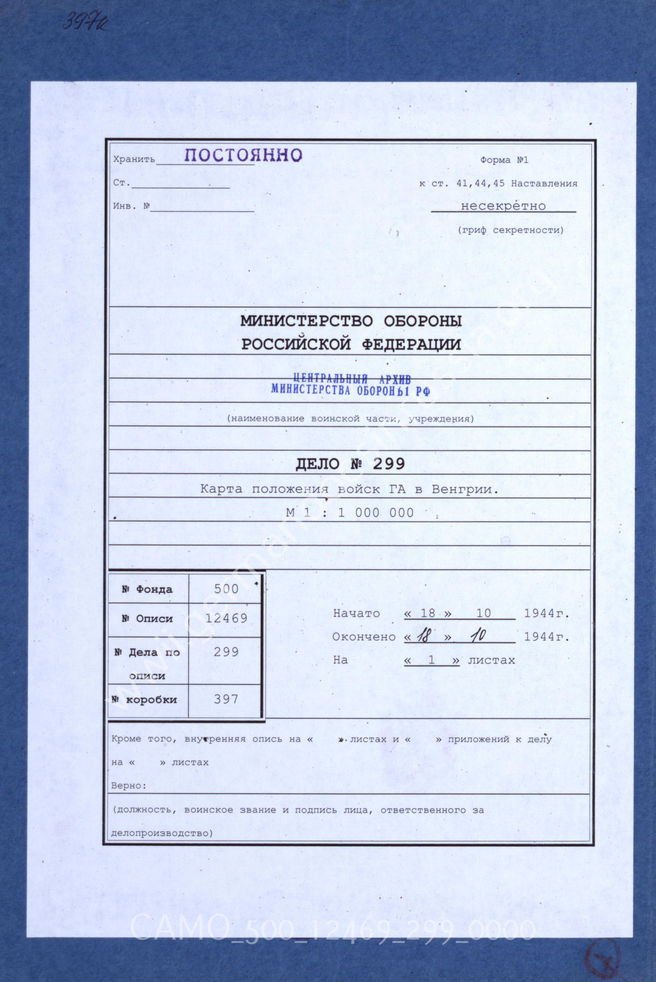 397а
Хранить ПОСТОЯННО
Форма №1
Ст.
к ст. 41,44,45 Наставления
Инв. №
несекретно
(гриф секретности)
МИНИСТЕРСТВО ОБОРОНЫ
РОССИЙСКОЙ ФЕДЕРАЦИИ
ЦЕНТРАЛЬНЫЙ АРХИВ
МИНИСТЕРСТВА ОБОРОНЫ РФ
(наименование воинской части, учреждения)
ДЕЛО № 299
Карта положения войск ГА в Венгрии.
М 1 : 1 000 000
№ Фонда 500
№ Описи 12469
№ Дела по описи 299
№ коробки 397
Начато « 18 » 10 1944г.
Окончено « 18 » 10 1944г.
На « 1 » листах
Кроме того, внутренняя опись на « » листах и « » приложений к делу
на « » листах
Верно:
(должность, воинское звание и подпись лица, ответственного за
делопроизводство)
CAMO_500_12469_299_0000